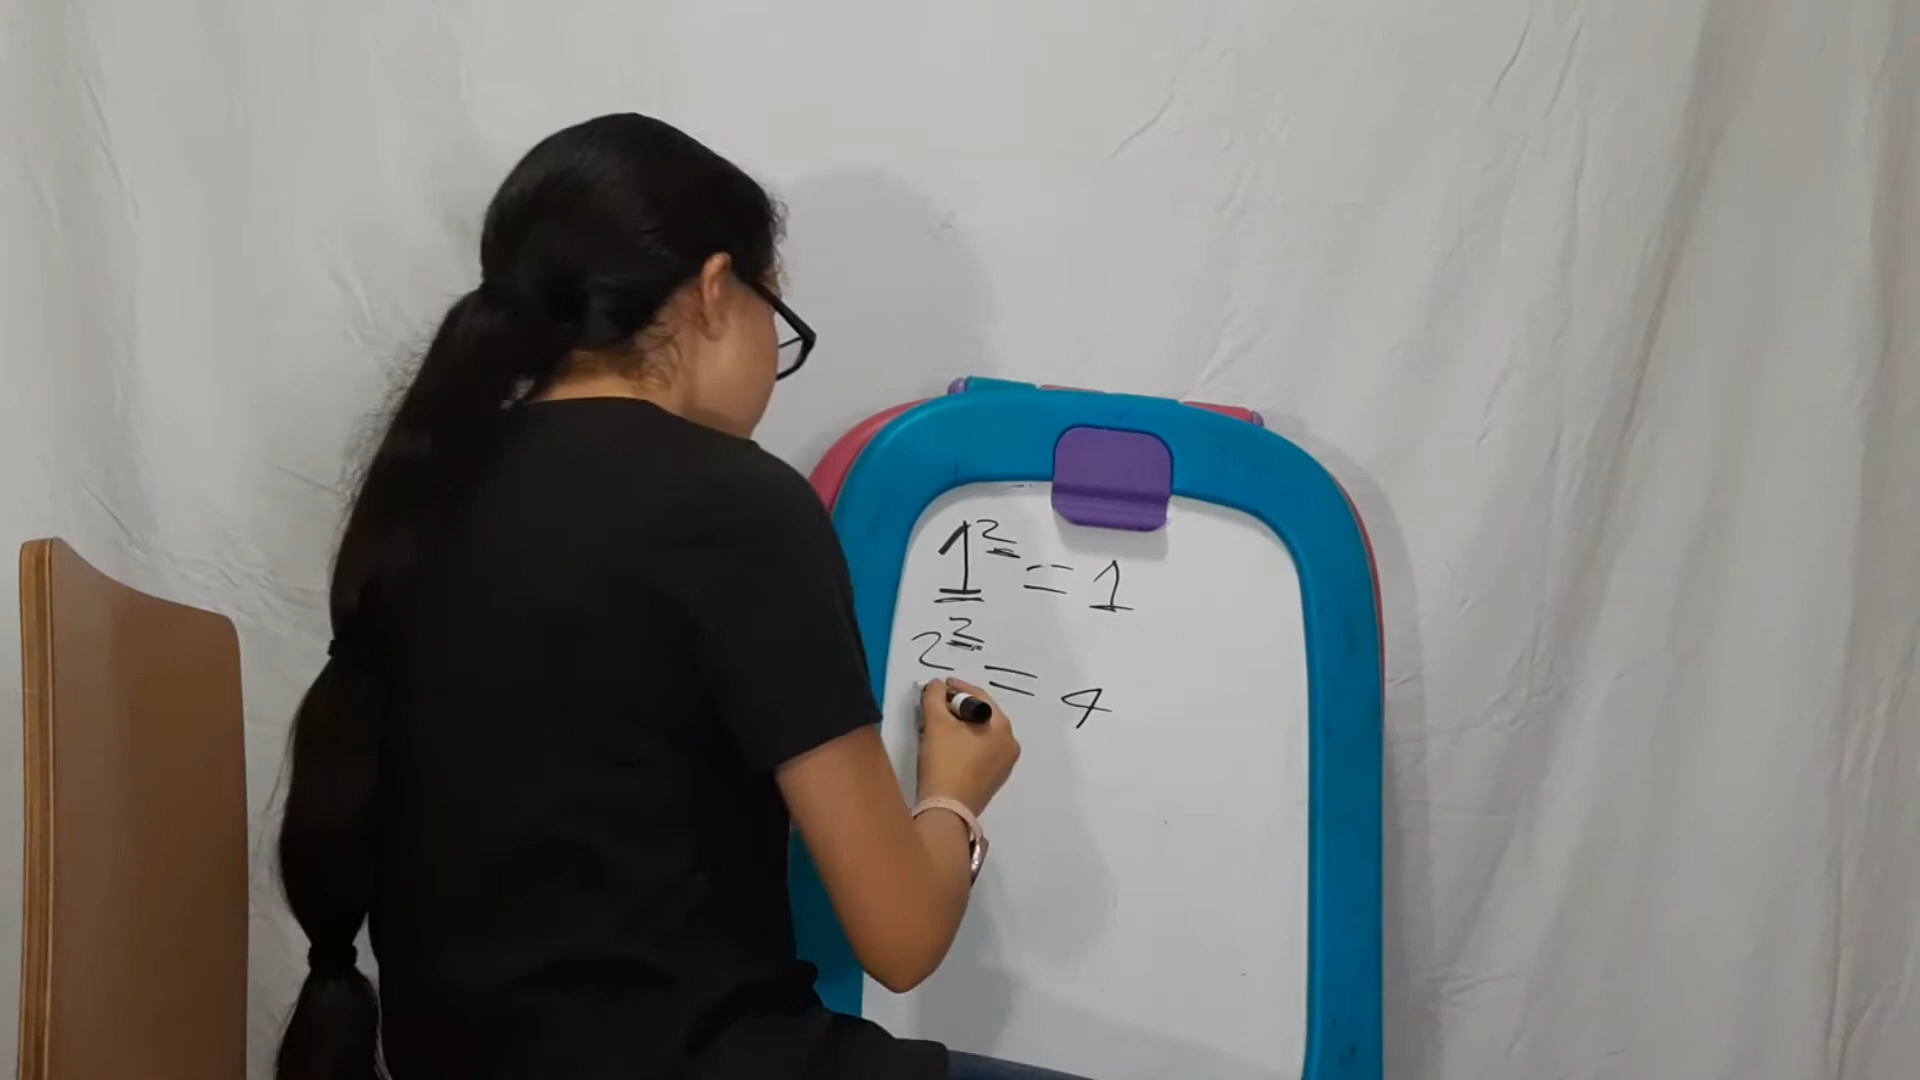 1² = 1
2² = 4